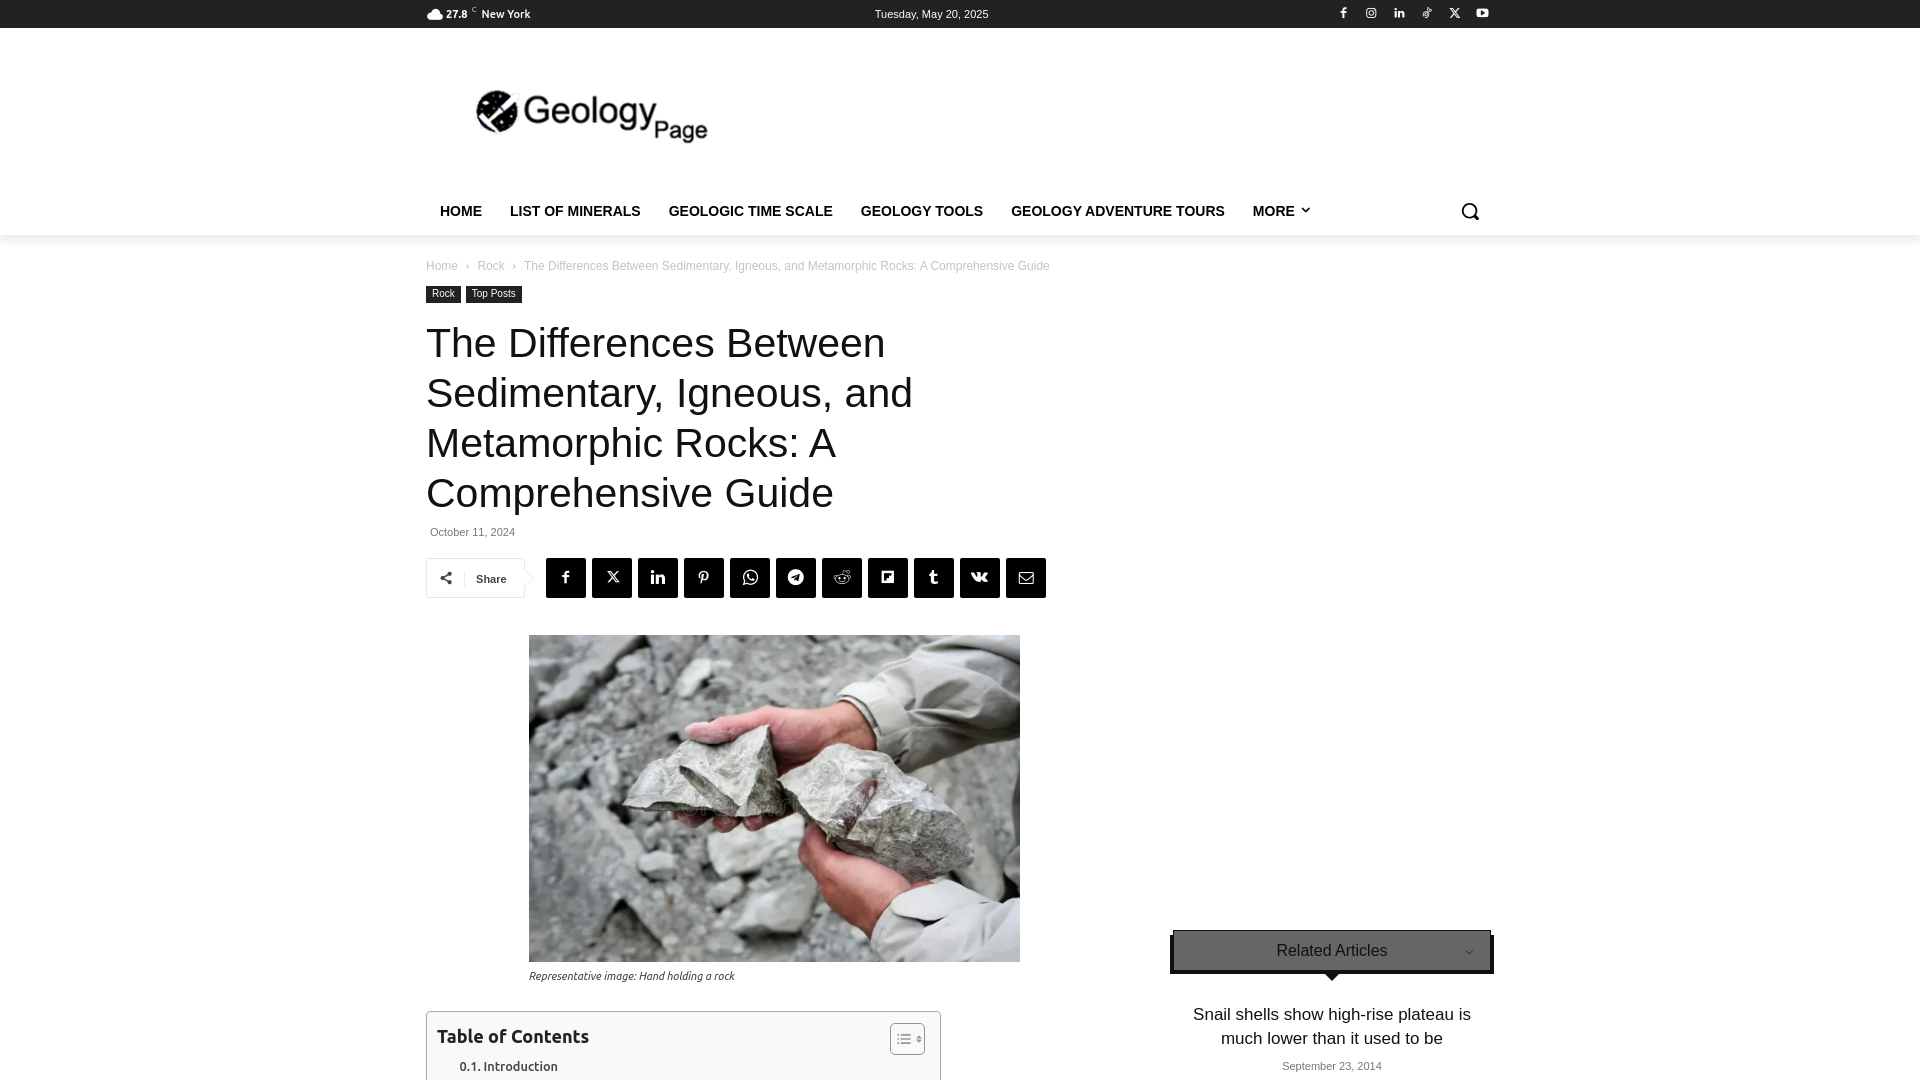 27.8 C New York
Tuesday, May 20, 2025
Geology Page
HOME LIST OF MINERALS GEOLOGIC TIME SCALE GEOLOGY TOOLS GEOLOGY ADVENTURE TOURS MORE
Home › Rock › The Differences Between Sedimentary, Igneous, and Metamorphic Rocks: A Comprehensive Guide
Rock Top Posts
The Differences Between
Sedimentary, Igneous, and
Metamorphic Rocks: A
Comprehensive Guide
October 11, 2024
Share
Representative image: Hand holding a rock
Table of Contents
0.1. Introduction
Related Articles
Snail shells show high-rise plateau is
much lower than it used to be
September 23, 2014